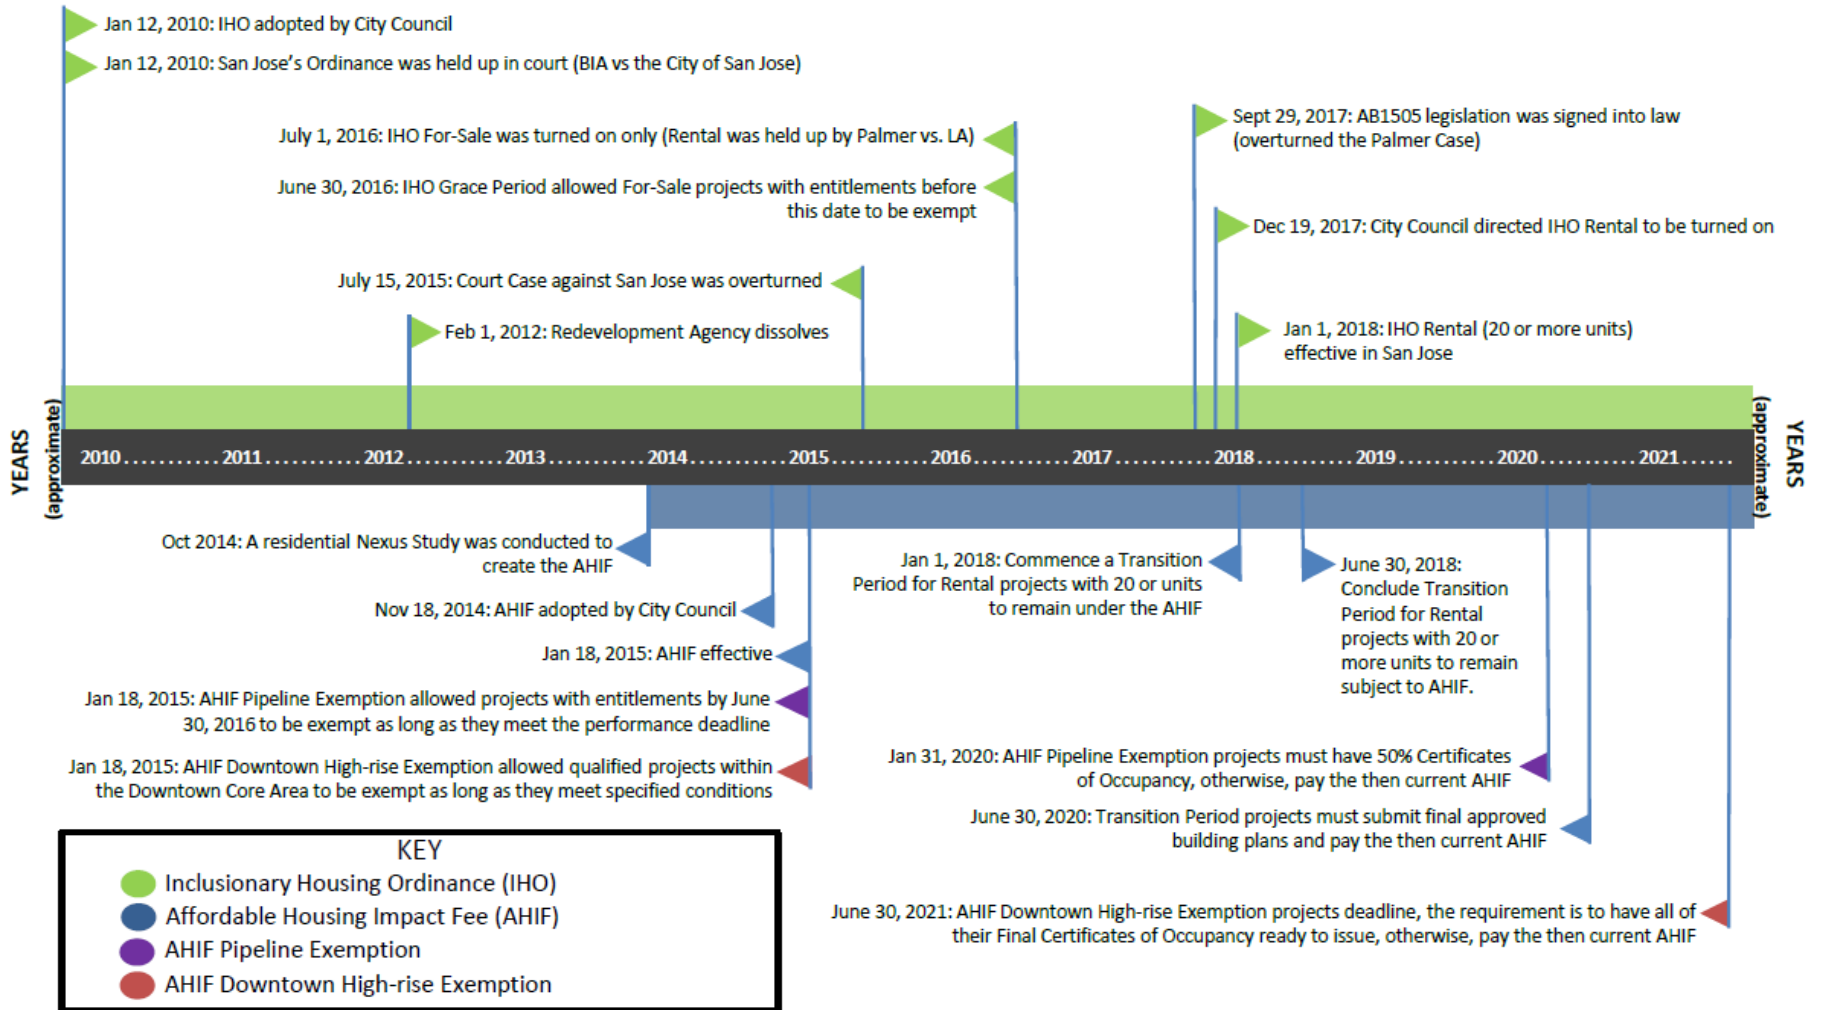 Jan 12, 2010: IHO adopted by City Council
Jan 12, 2010: San Jose's Ordinance was held up in court (BIA vs the City of San Jose)
July 1, 2016: IHO For-Sale was turned on only (Rental was held up by Palmer vs. LA)
June 30, 2016: IHO Grace Period allowed For-Sale projects with entitlements before
this date to be exempt
July 15, 2015: Court Case against San Jose was overturned
Feb 1, 2012: Redevelopment Agency dissolves
Sept 29, 2017: AB1505 legislation was signed into law
(overturned the Palmer Case)
Dec 19, 2017: City Council directed IHO Rental to be turned on
Jan 1, 2018: IHO Rental (20 or more units)
effective in San Jose
YEARS
(approximate)
2010..........2011..........2012..........2013..........2014..........2015..........2016..........2017..........2018..........2019..........2020..........2021......
(approximate)
YEARS
Oct 2014: A residential Nexus Study was conducted to
create the AHIF
Nov 18, 2014: AHIF adopted by City Council
Jan 18, 2015: AHIF effective
Jan 18, 2015: AHIF Pipeline Exemption allowed projects with entitlements by June
30, 2016 to be exempt as long as they meet the performance deadline
Jan 18, 2015: AHIF Downtown High-rise Exemption allowed qualified projects within
the Downtown Core Area to be exempt as long as they meet specified conditions
Jan 1, 2018: Commence a Transition
Period for Rental projects with 20 or units
to remain under the AHIF
June 30, 2018:
Conclude Transition
Period for Rental
projects with 20 or
more units to remain
subject to AHIF.
Jan 31, 2020: AHIF Pipeline Exemption projects must have 50% Certificates
of Occupancy, otherwise, pay the then current AHIF
June 30, 2020: Transition Period projects must submit final approved
building plans and pay the then current AHIF
June 30, 2021: AHIF Downtown High-rise Exemption projects deadline, the requirement is to have all of
their Final Certificates of Occupancy ready to issue, otherwise, pay the then current AHIF
KEY
Inclusionary Housing Ordinance (IHO)
Affordable Housing Impact Fee (AHIF)
AHIF Pipeline Exemption
AHIF Downtown High-rise Exemption